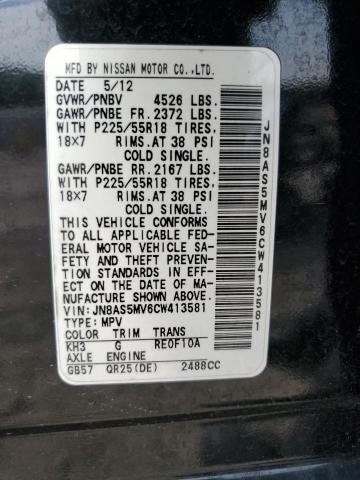 MFD BY NISSAN MOTOR CO.,LTD.
DATE 5/12
GVWR/PNBV 4526 LBS.
GAWR/PNBE FR. 2372 LBS.
WITH P225/55R18 TIRES,
18X7 RIMS.AT 38 PSI
COLD SINGLE.
GAWR/PNBE RR. 2167 LBS.
WITH P225/55R18 TIRES,
18X7 RIMS.AT 38 PSI
COLD SINGLE.
THIS VEHICLE CONFORMS
TO ALL APPLICABLE FED-
ERAL MOTOR VEHICLE SA-
FETY AND THEFT PREVENTION
STANDARDS IN EFFECT
ON THE DATE OF MA-
NUFACTURE SHOWN ABOVE.
VIN: JN8AS5MV6CW413581
TYPE: MPV
COLOR TRIM TRANS
KH3 G RE0F10A
AXLE ENGINE
GB57 QR25(DE) 2488CC
JN8AS5MV6CW413581